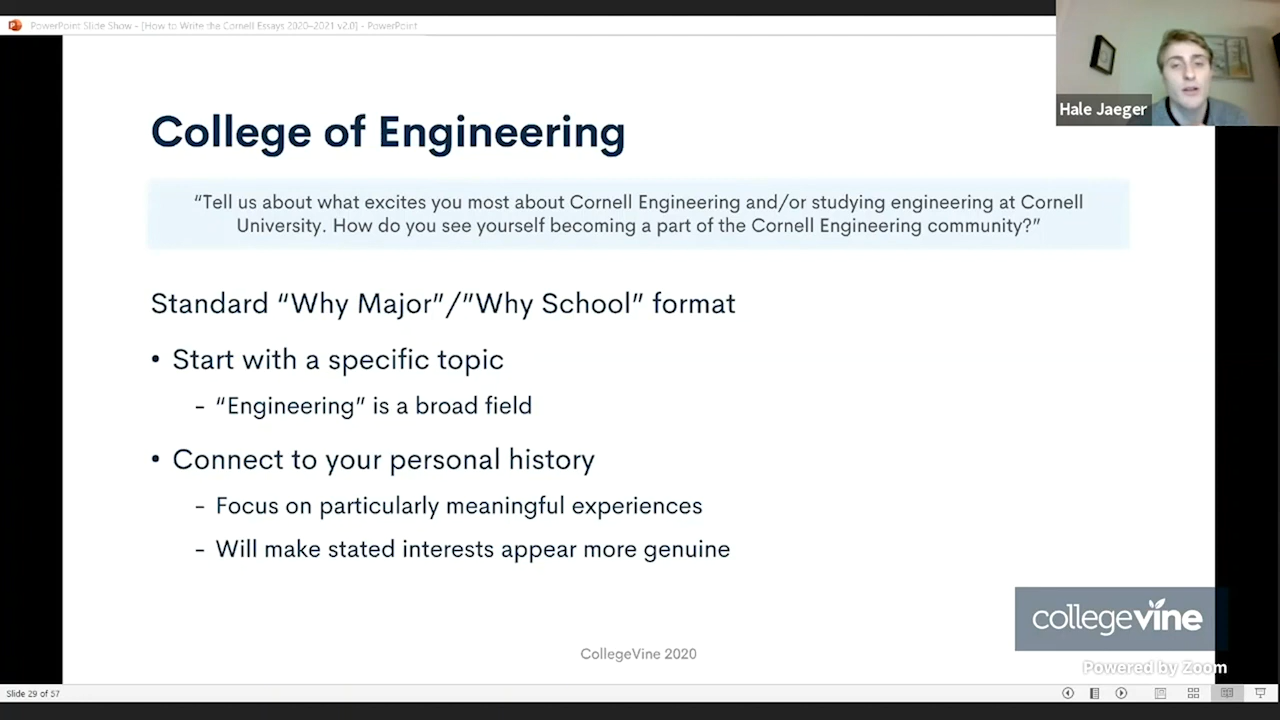 PowerPoint Slide Show - [How to Write the Cornell Essays 2020–2021 v2.0] - PowerPoint
Hale Jaeger
College of Engineering
“Tell us about what excites you most about Cornell Engineering and/or studying engineering at Cornell
University. How do you see yourself becoming a part of the Cornell Engineering community?”
Standard “Why Major”/”Why School” format
• Start with a specific topic
- “Engineering” is a broad field
• Connect to your personal history
- Focus on particularly meaningful experiences
- Will make stated interests appear more genuine
collegevine
CollegeVine 2020
Powered by Zoom
Slide 29 of 57